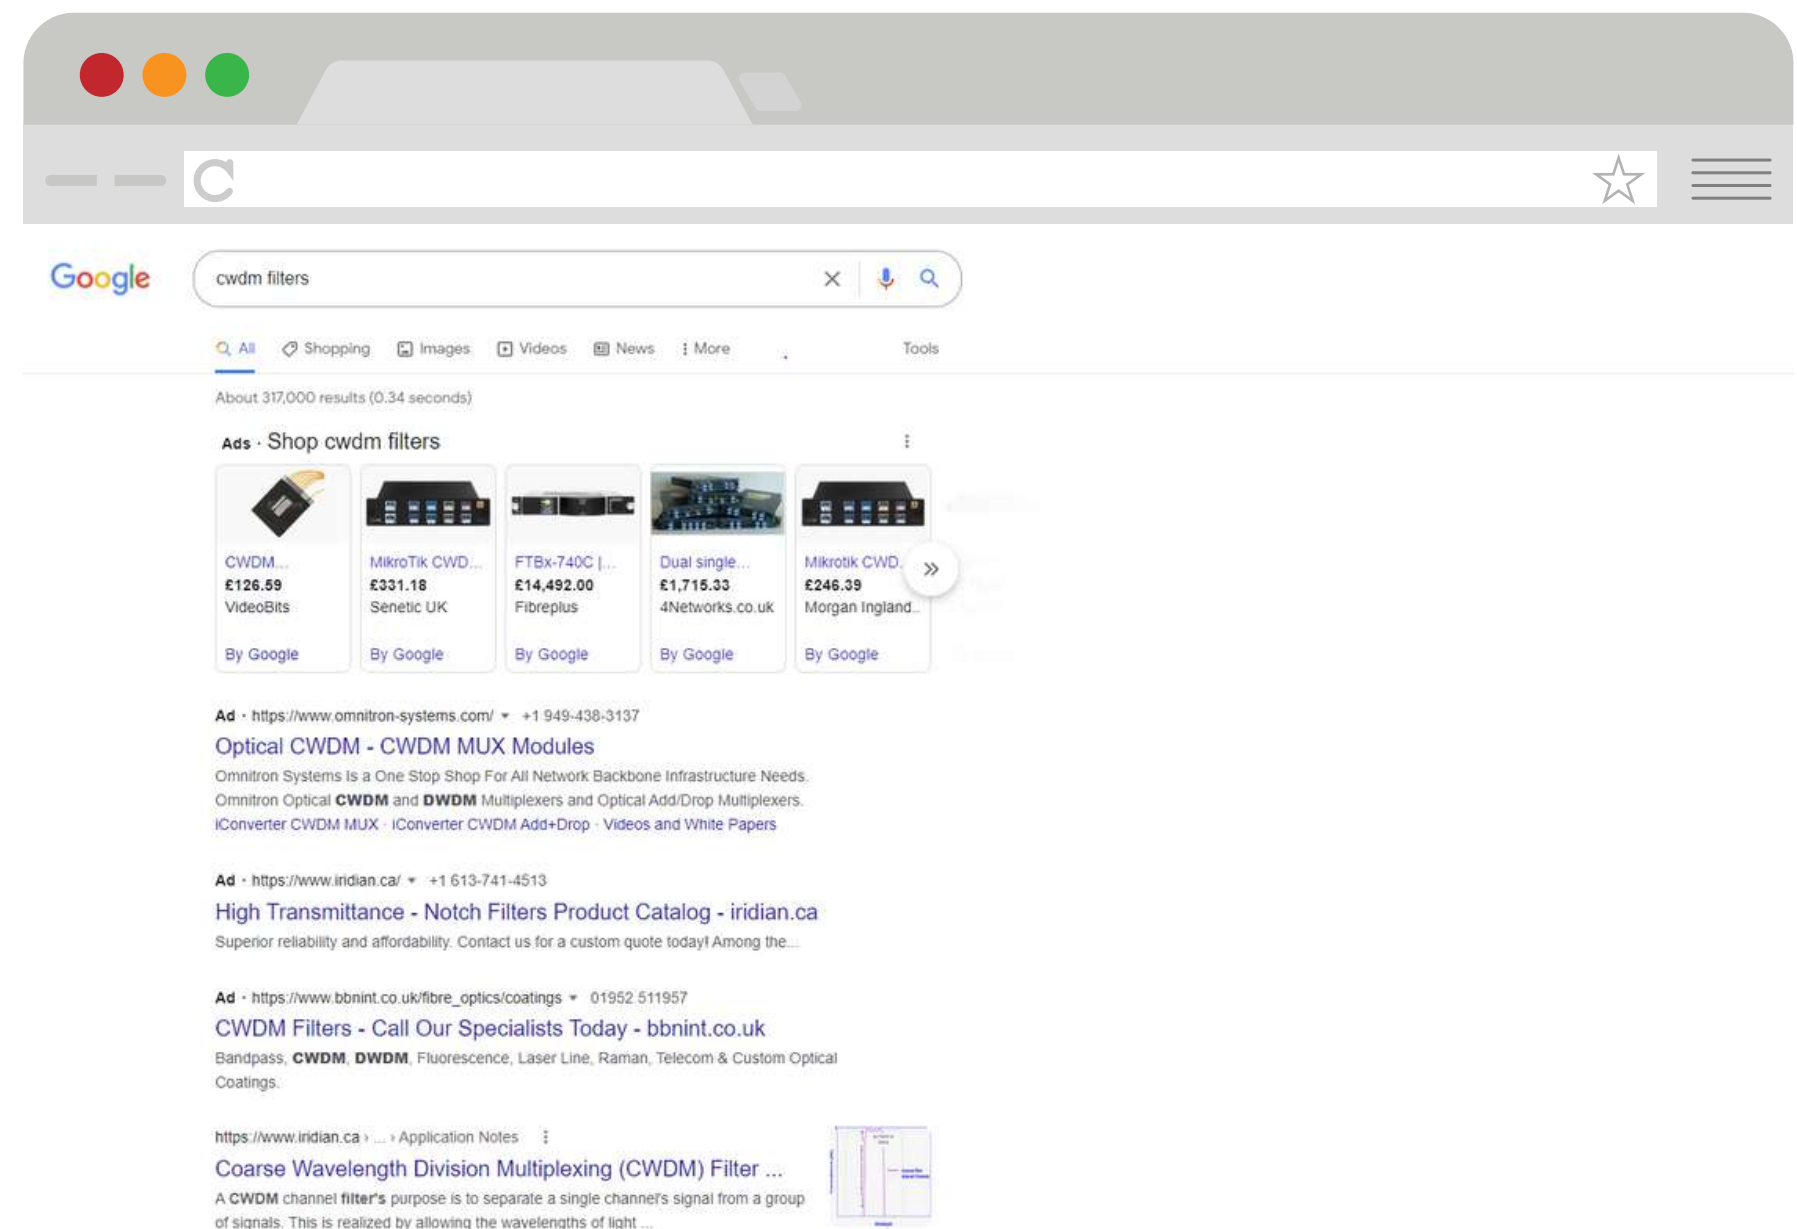 Google
cwdm filters
All Shopping Images Videos News More Tools
About 317,000 results (0.34 seconds)
Ads · Shop cwdm filters
CWDM...
£126.59
VideoBits
By Google
MikroTik CWD...
£331.18
Senetic UK
By Google
FTBx-740C |...
£14,492.00
Fibreplus
By Google
Dual single...
£1,715.33
4Networks.co.uk
By Google
Mikrotik CWD.
£246.39
Morgan Ingland..
By Google
Ad · https://www.omnitron-systems.com/ +1 949-438-3137
Optical CWDM - CWDM MUX Modules
Omnitron Systems Is a One Stop Shop For All Network Backbone Infrastructure Needs.
Omnitron Optical CWDM and DWDM Multiplexers and Optical Add/Drop Multiplexers.
iConverter CWDM MUX · iConverter CWDM Add+Drop · Videos and White Papers
Ad · https://www.iridian.ca/ +1 613-741-4513
High Transmittance - Notch Filters Product Catalog - iridian.ca
Superior reliability and affordability. Contact us for a custom quote today! Among the...
Ad · https://www.bbnint.co.uk/fibre_optics/coatings 01952 511957
CWDM Filters - Call Our Specialists Today - bbnint.co.uk
Bandpass, CWDM, DWDM, Fluorescence, Laser Line, Raman, Telecom & Custom Optical
Coatings.
https://www.iridian.ca › ... › Application Notes
Coarse Wavelength Division Multiplexing (CWDM) Filter ...
A CWDM channel filter's purpose is to separate a single channel's signal from a group
of signals. This is realized by allowing the wavelengths of light ...